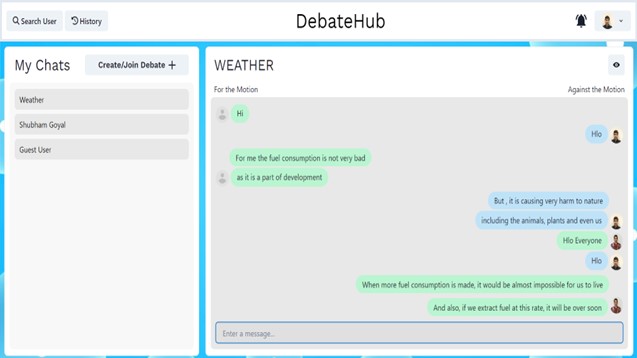 Search User
History
DebateHub
My Chats
Create/Join Debate +
Weather
Shubham Goyal
Guest User
WEATHER
For the Motion
Against the Motion
Hi
Hlo
For me the fuel consumption is not very bad
as it is a part of development
But , it is causing very harm to nature
including the animals, plants and even us
Hlo Everyone
Hlo
When more fuel consumption is made, it would be almost impossible for us to live
And also, if we extract fuel at this rate, it will be over soon
Enter a message...